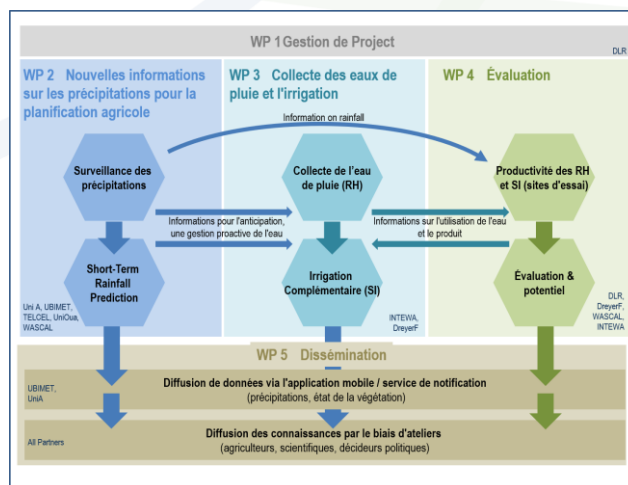 WP 1 Gestion de Project
DLR
WP 2 Nouvelles informations
sur les précipitations pour la
planification agricole
WP 3 Collecte des eaux de
pluie et l'irrigation
WP 4 Évaluation
Information on rainfall
Surveillance des
précipitations
Collecte de l'eau
de pluie (RH)
Productivité des RH
et SI (sites d'essai)
Informations pour l'anticipation,
une gestion proactive de l'eau
Informations sur l'utilisation de l'eau
et le produit
Short-Term
Rainfall
Prediction
Irrigation
Complémentaire (SI)
Évaluation &
potentiel
Uni A, UBIMET,
TELCEL, UniOua,
WASCAL
INTEWA,
DreyerF
DLR,
DreyerF,
WASCAL,
INTEWA
WP 5 Dissémination
UBIMET,
UniA
Diffusion de données via l'application mobile / service de notification
(précipitations, état de la végétation)
All Partners
Diffusion des connaissances par le biais d'ateliers
(agriculteurs, scientifiques, décideurs politiques)